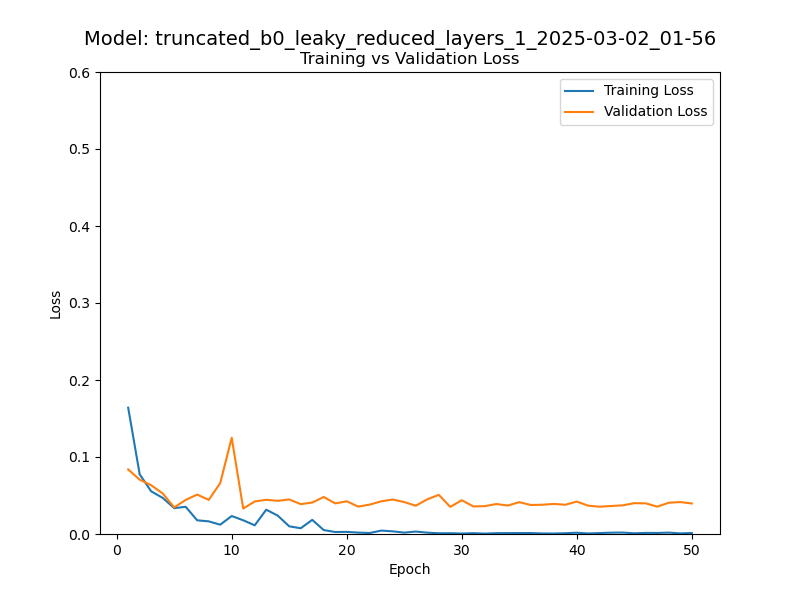 Model: truncated_b0_leaky_reduced_layers_1_2025-03-02_01-56
Training vs Validation Loss
0.6
0.5
0.4
0.3
0.2
0.1
0.0
Loss
Training Loss
Validation Loss
0 10 20 30 40 50
Epoch